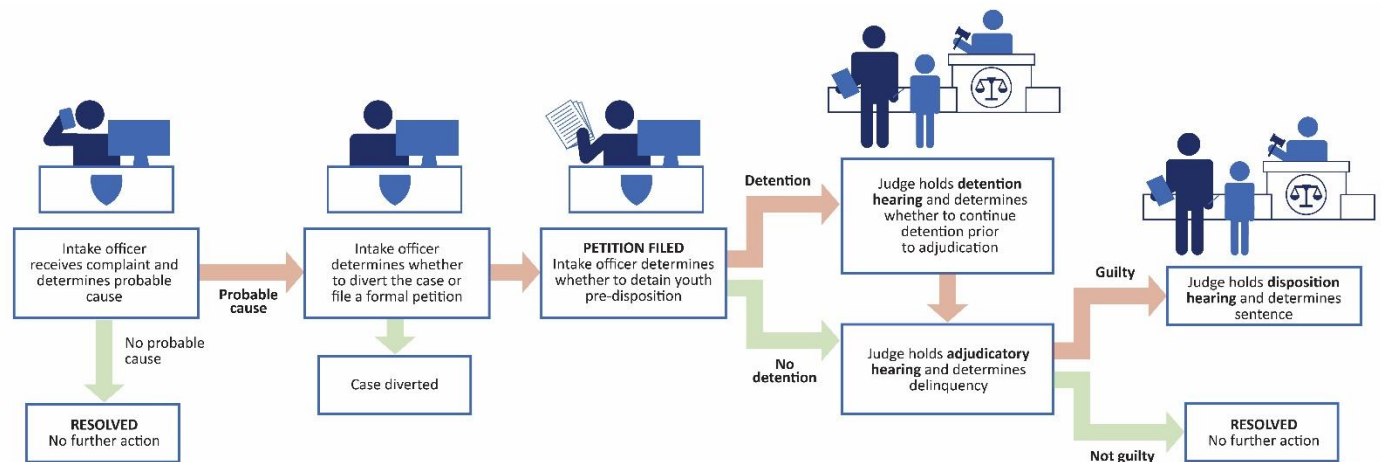 Intake officer
receives complaint and
determines probable
cause
Probable
cause
No probable
cause
RESOLVED
No further action
Intake officer
determines whether
to divert the case or
file a formal petition
Case diverted
PETITION FILED
Intake officer determines
whether to detain youth
pre-disposition
Detention
No
detention
Judge holds detention
hearing and determines
whether to continue
detention prior
to adjudication
Judge holds adjudicatory
hearing and determines
delinquency
Guilty
Not guilty
Judge holds disposition
hearing and determines
sentence
RESOLVED
No further action